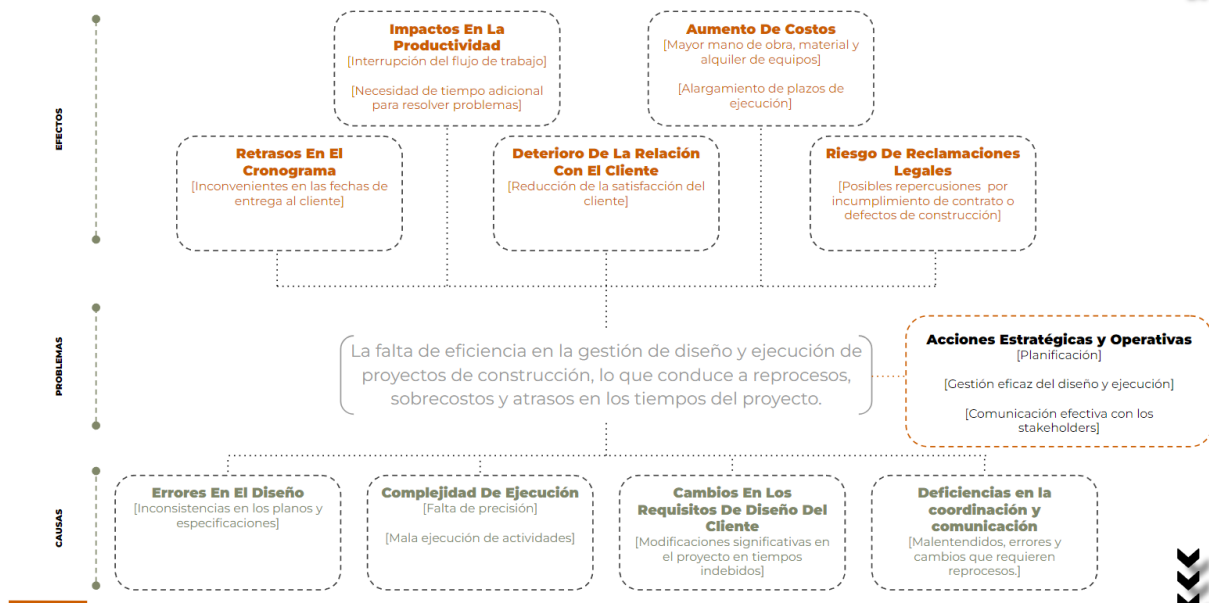 EFECTOS
Impactos En La
Productividad
[Interrupción del flujo de trabajo]
[Necesidad de tiempo adicional
para resolver problemas]
Aumento De Costos
[Mayor mano de obra, material y
alquiler de equipos]
[Alargamiento de plazos de
ejecución]
Retrasos En El
Cronograma
[Inconvenientes en las fechas de
entrega al cliente]
Deterioro De La Relación
Con El Cliente
[Reducción de la satisfacción del
cliente]
Riesgo De Reclamaciones
Legales
[Posibles repercusiones por
incumplimiento de contrato o
defectos de construcción]
PROBLEMAS
La falta de eficiencia en la gestión de diseño y ejecución de
proyectos de construcción, lo que conduce a reprocesos,
sobrecostos y atrasos en los tiempos del proyecto.
Acciones Estratégicas y Operativas
[Planificación]
[Gestión eficaz del diseño y ejecución]
[Comunicación efectiva con los
stakeholders]
CAUSAS
Errores En El Diseño
[Inconsistencias en los planos y
especificaciones]
Complejidad De Ejecución
[Falta de precisión]
[Mala ejecución de actividades]
Cambios En Los
Requisitos De Diseño Del
Cliente
[Modificaciones significativas en
el proyecto en tiempos
indebidos]
Deficiencias en la
coordinación y
comunicación
[Malentendidos, errores y
cambios que requieren
reprocesos.]